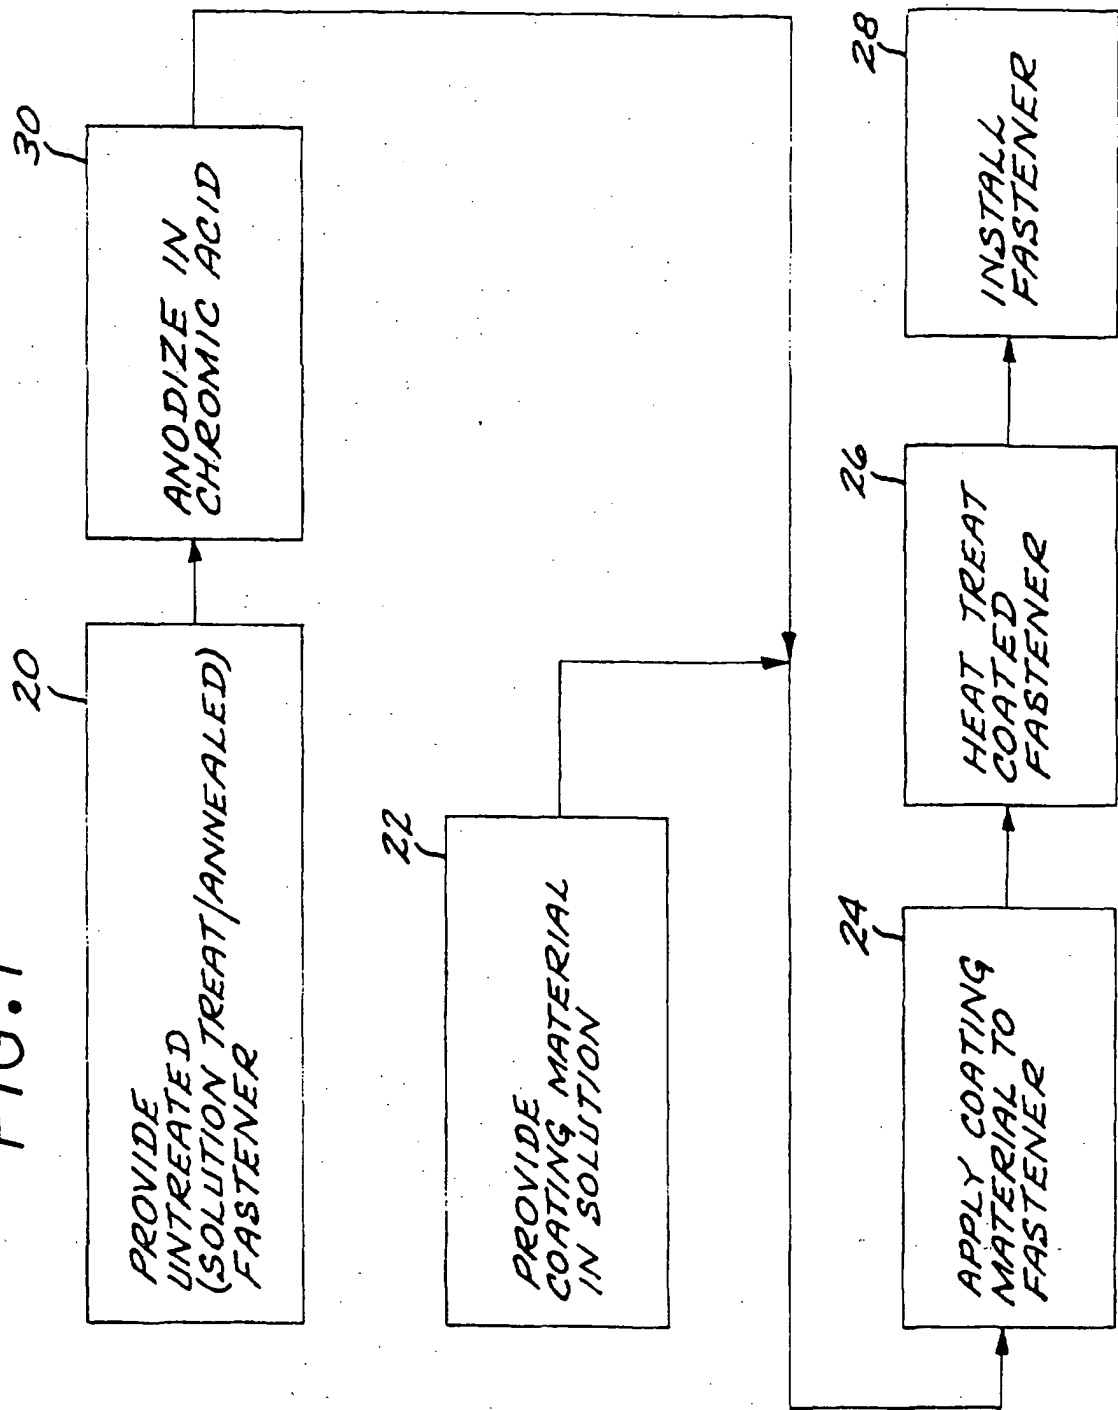 FIG. 1
20
PROVIDE
UNTREATED
(SOLUTION TREAT/ANNEALED)
FASTENER
30
ANODIZE IN
CHROMIC ACID
22
PROVIDE
COATING MATERIAL
IN SOLUTION
24
APPLY COATING
MATERIAL TO
FASTENER
26
HEAT TREAT
COATED
FASTENER
28
INSTALL
FASTENER